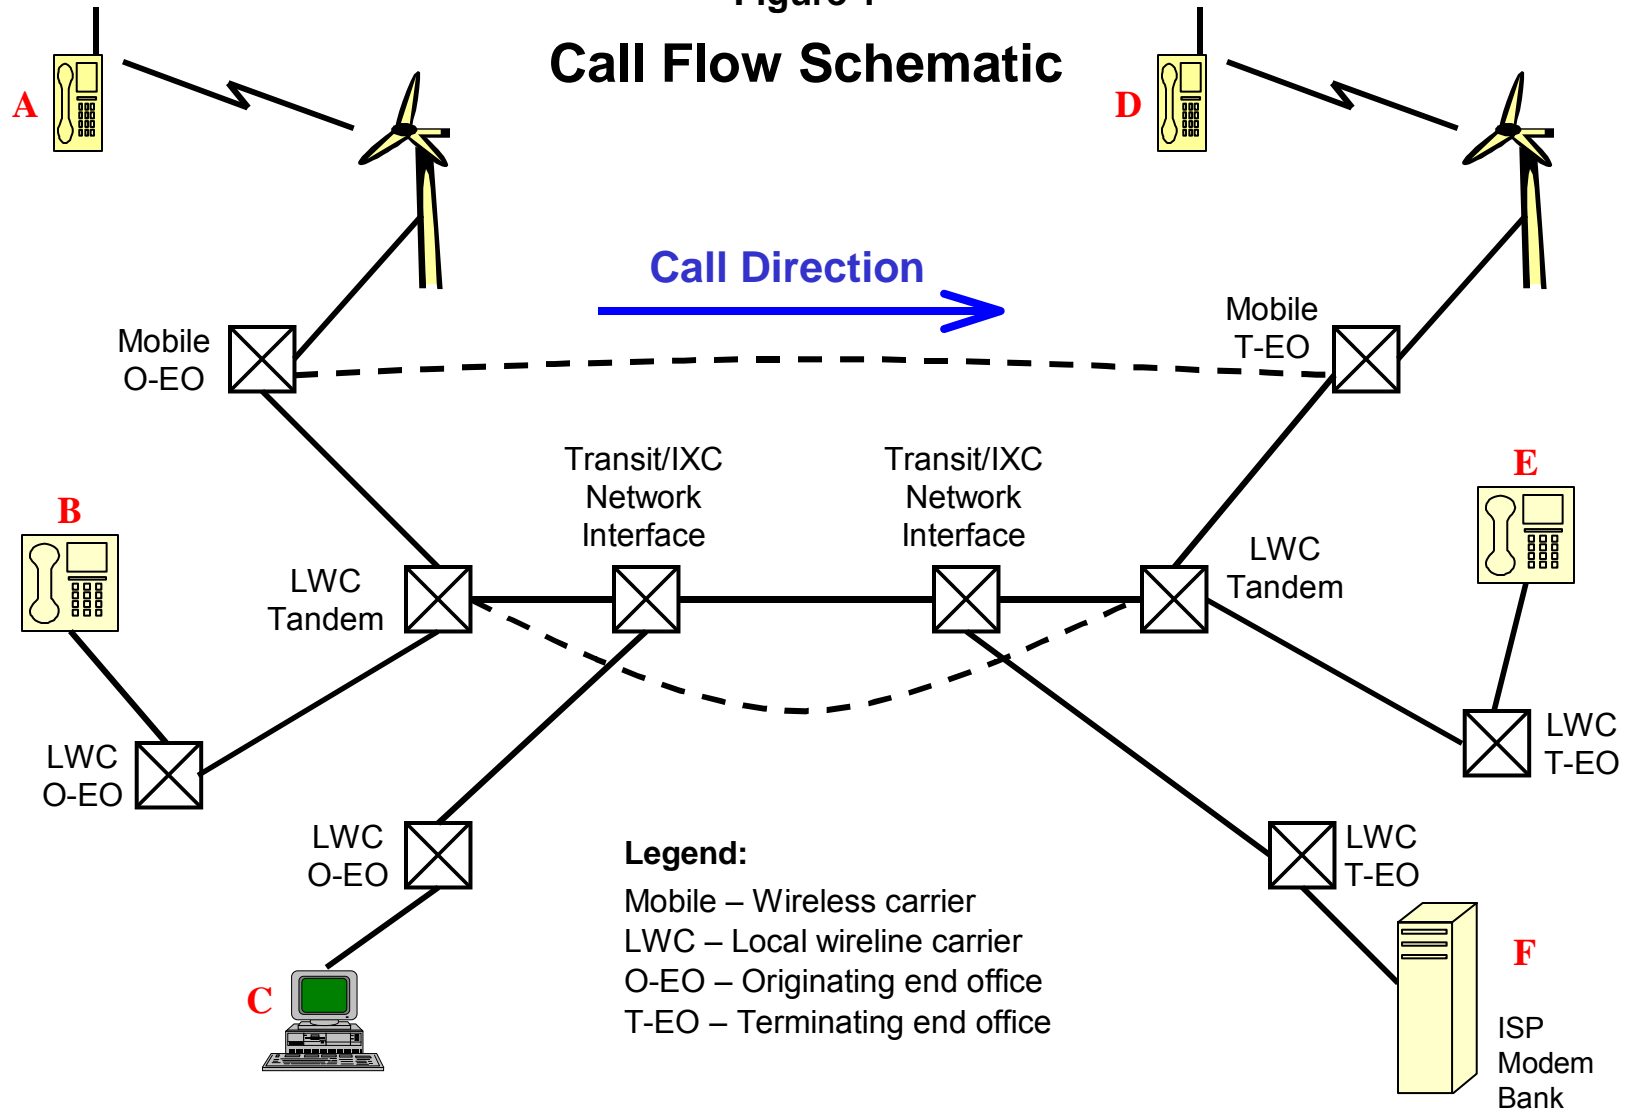 Figure 1
Call Flow Schematic
A
D
Call Direction
Mobile
O-EO
Mobile
T-EO
Transit/IXC
Network
Interface
Transit/IXC
Network
Interface
B
E
LWC
Tandem
LWC
Tandem
LWC
O-EO
LWC
T-EO
LWC
O-EO
LWC
T-EO
Legend:
Mobile – Wireless carrier
LWC – Local wireline carrier
O-EO – Originating end office
T-EO – Terminating end office
C
F
ISP
Modem
Bank